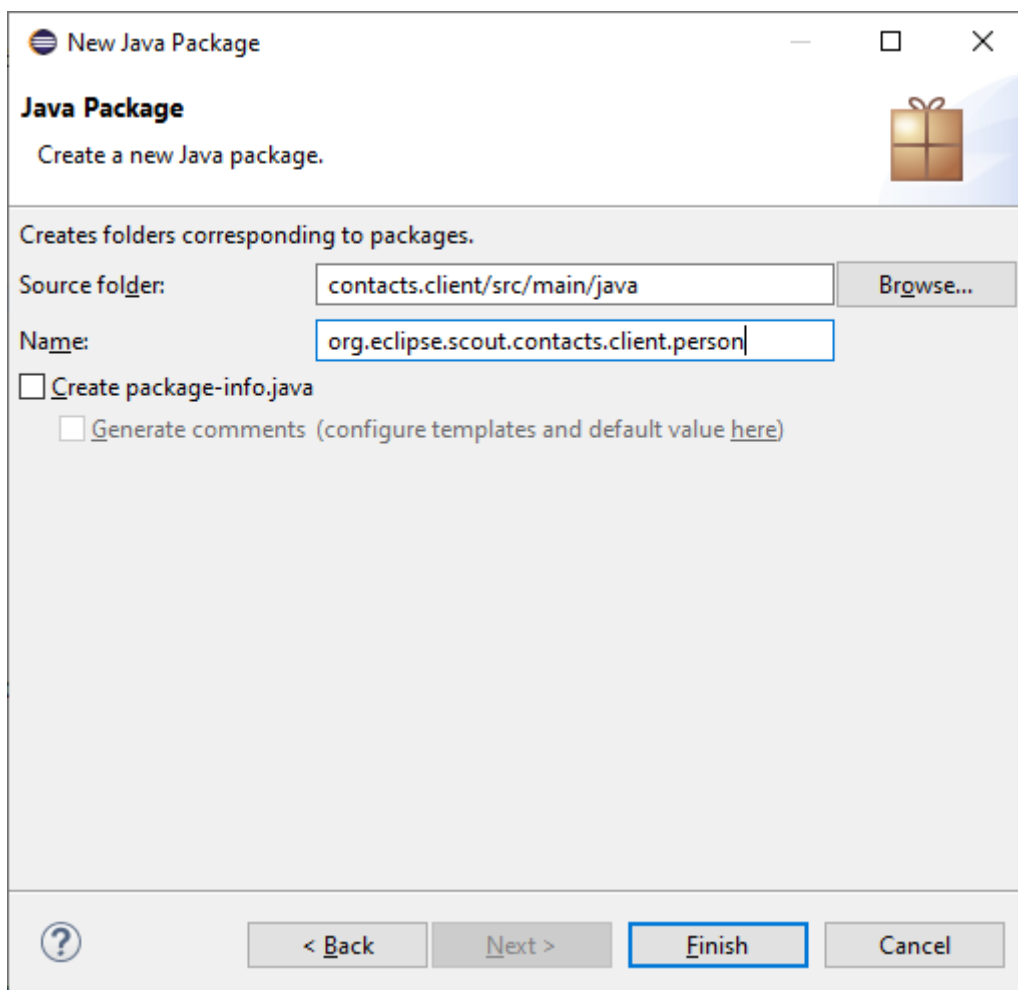 New Java Package
Java Package
Create a new Java package.
Creates folders corresponding to packages.
Source folder: contacts.client/src/main/java Browse...
Name: org.eclipse.scout.contacts.client.person
Create package-info.java
Generate comments (configure templates and default value here)
? < Back Next > Finish Cancel